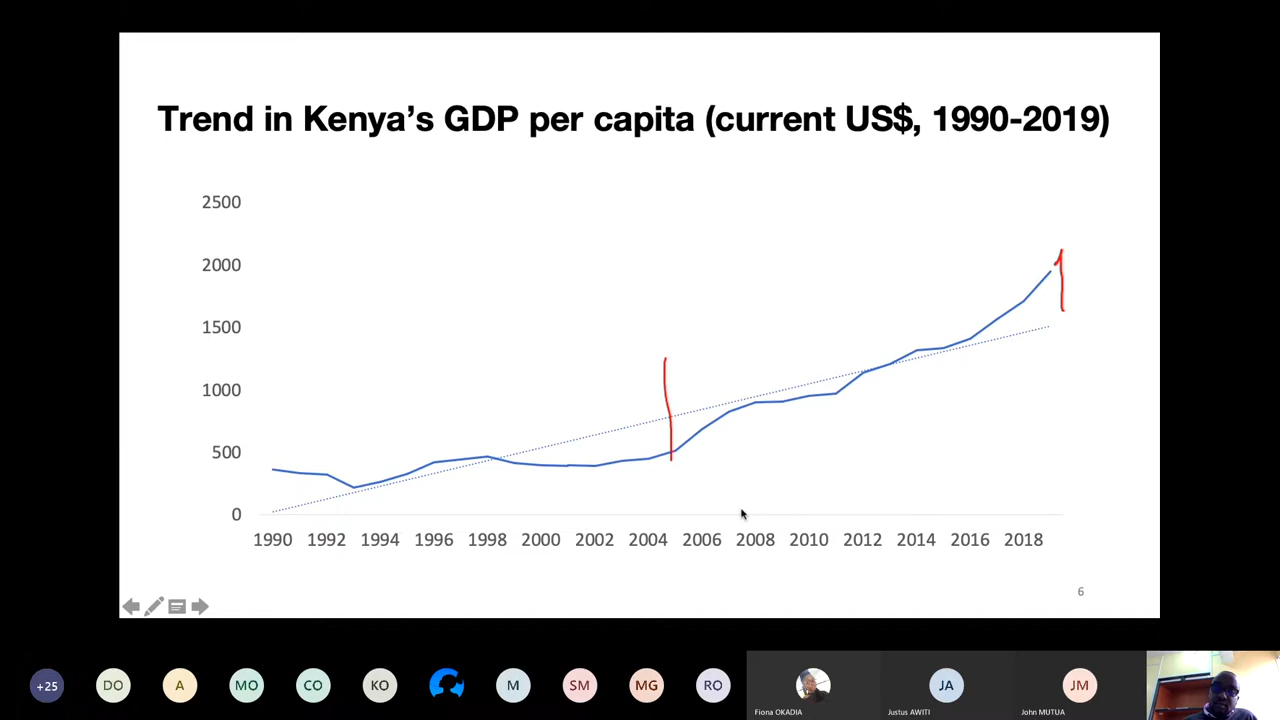 Trend in Kenya’s GDP per capita (current US$, 1990-2019)
2500
2000
1500
1000
500
0
1990 1992 1994 1996 1998 2000 2002 2004 2006 2008 2010 2012 2014 2016 2018
6
+25 DO A MO CO KO M SM MG RO JA JM
Fiona OKADIA Justus AWITI John MUTUA